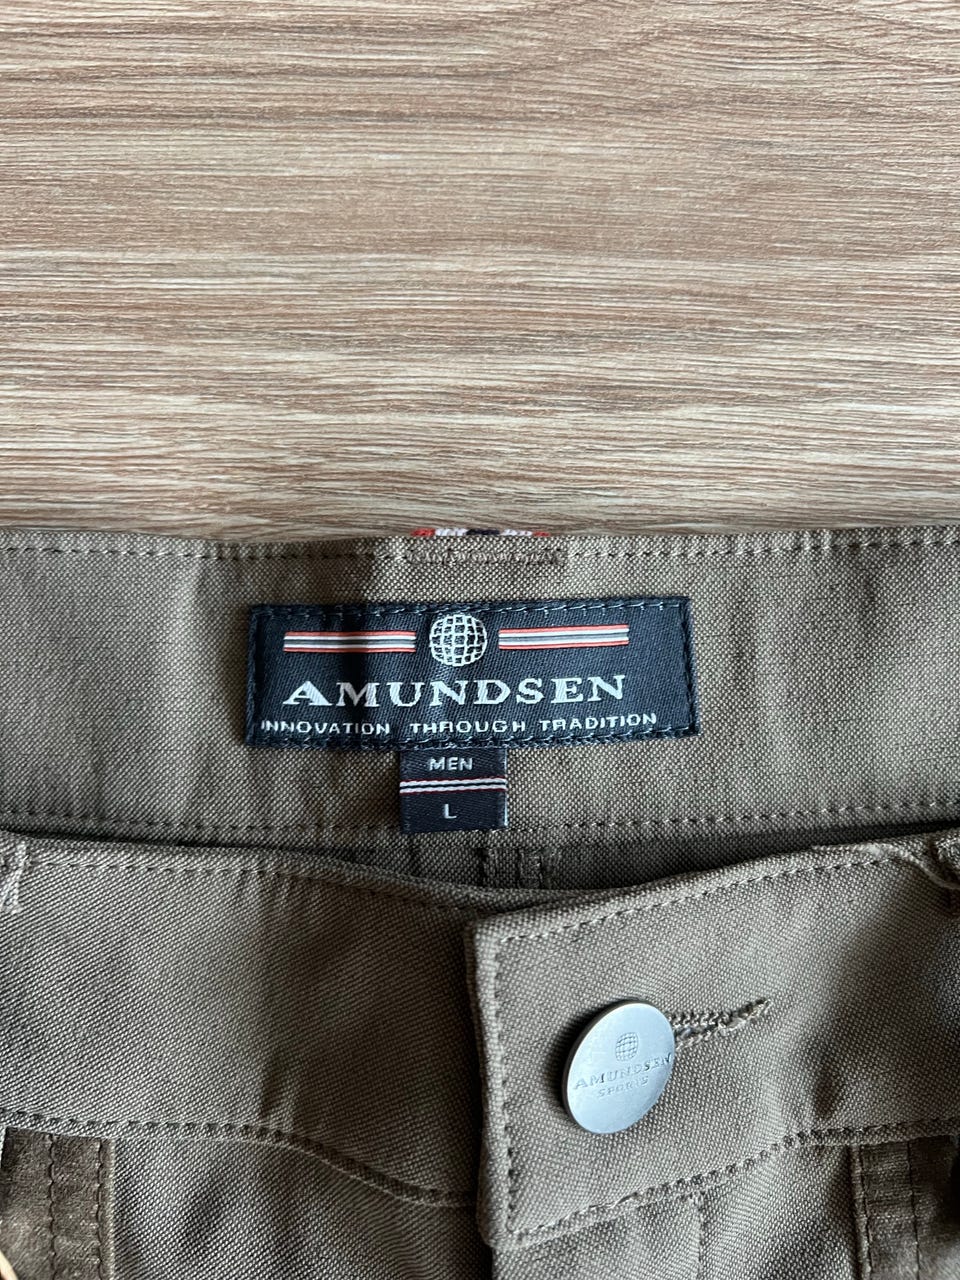 AMUNDSEN
INNOVATION THROUGH TRADITION
MEN
L
AMUNDSEN
SPORTS